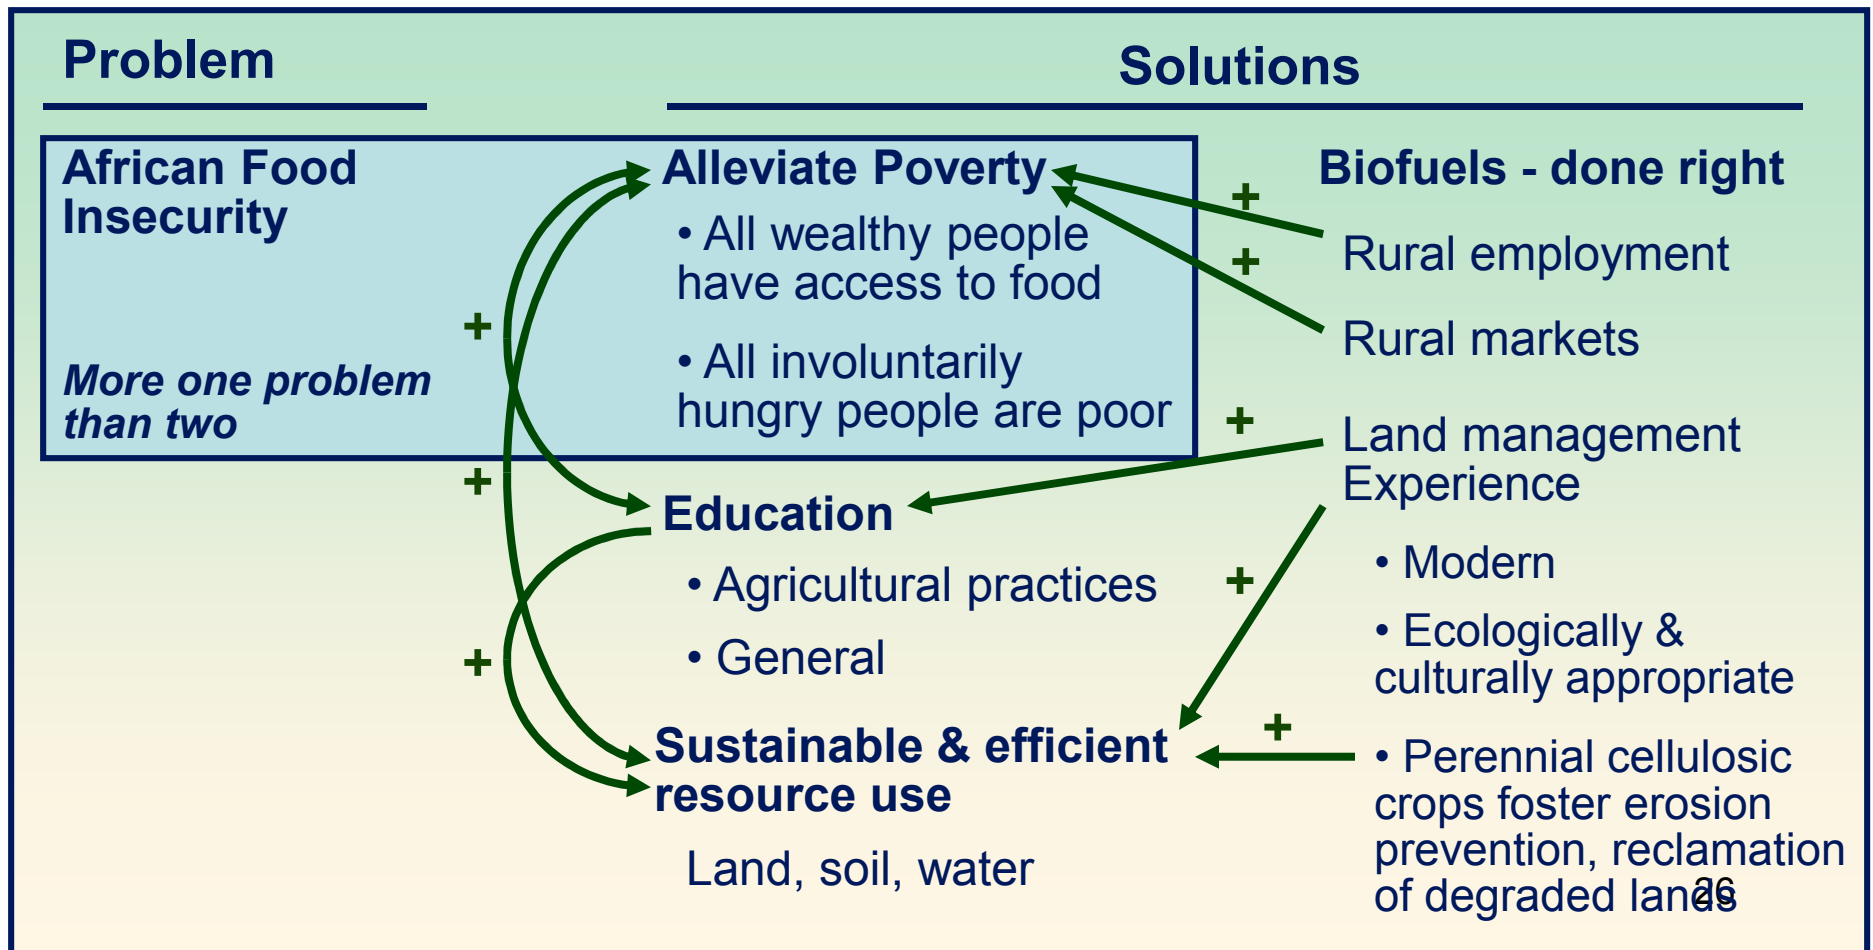 Problem
Solutions
African Food
Insecurity
More one problem
than two
Alleviate Poverty
• All wealthy people
have access to food
• All involuntarily
hungry people are poor
Education
• Agricultural practices
• General
Sustainable & efficient
resource use
Land, soil, water
Biofuels - done right
Rural employment
Rural markets
Land management
Experience
• Modern
• Ecologically &
culturally appropriate
• Perennial cellulosic
crops foster erosion
prevention, reclamation
of degraded lands
26
+
+
+
+
+
+
+
+